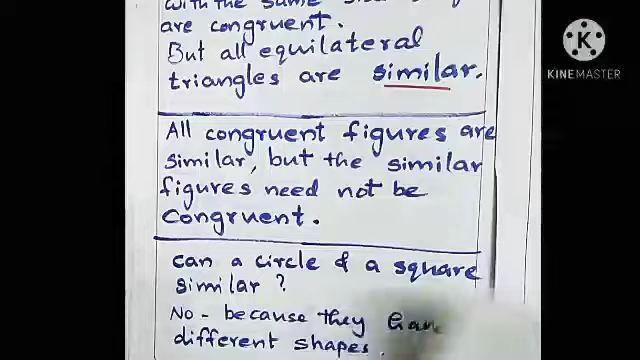 are congruent.
But all equilateral
triangles are similar.
All congruent figures are
similar, but the similar
figures need not be
Congruent.
can a circle & a square
similar?
No - because they have
different shapes.
K
KINEMASTER